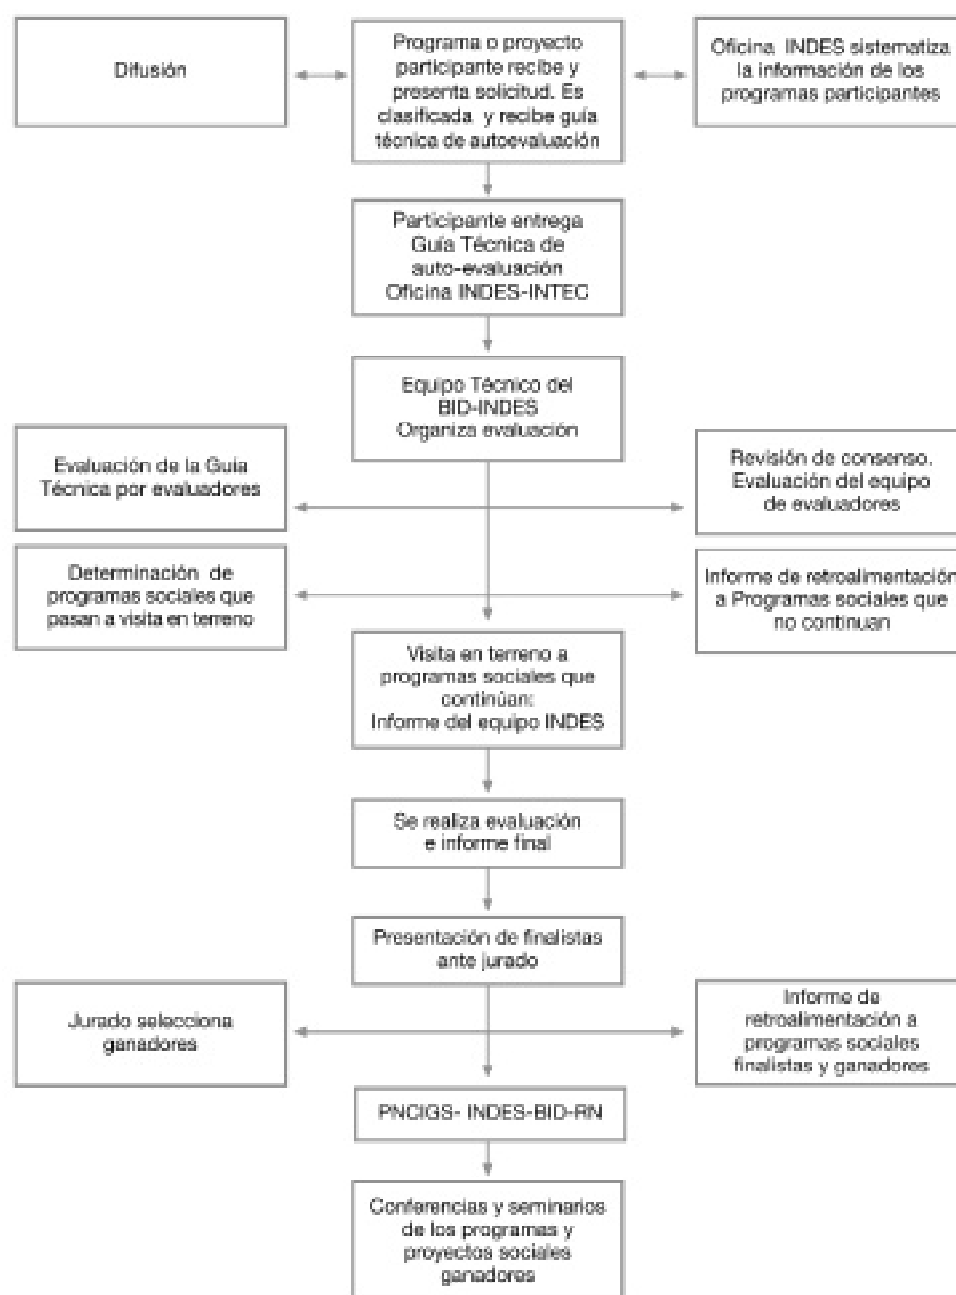 Difusión
Programa o proyecto
participante recibe y
presenta solicitud. Es
clasificada y recibe guía
técnica de autoevaluación
Oficina INDES sistematiza
la información de los
programas participantes
Participante entrega
Guía Técnica de
auto-evaluación
Oficina INDES-INTEC
Equipo Técnico del
BID-INDES
Organiza evaluación
Evaluación de la Guía
Técnica por evaluadores
Revisión de consenso.
Evaluación del equipo
de evaluadores
Determinación de
programas sociales que
pasan a visita en terreno
Informe de retroalimentación
a Programas sociales que
no continuan
Visita en terreno a
programas sociales que
continúan:
Informe del equipo INDES
Se realiza evaluación
e informe final
Presentación de finalistas
ante jurado
Jurado selecciona
ganadores
Informe de
retroalimentación a
programas sociales
finalistas y ganadores
PNCIGS- INDES-BID-RN
Conferencias y seminarios
de los programas y
proyectos sociales
ganadores